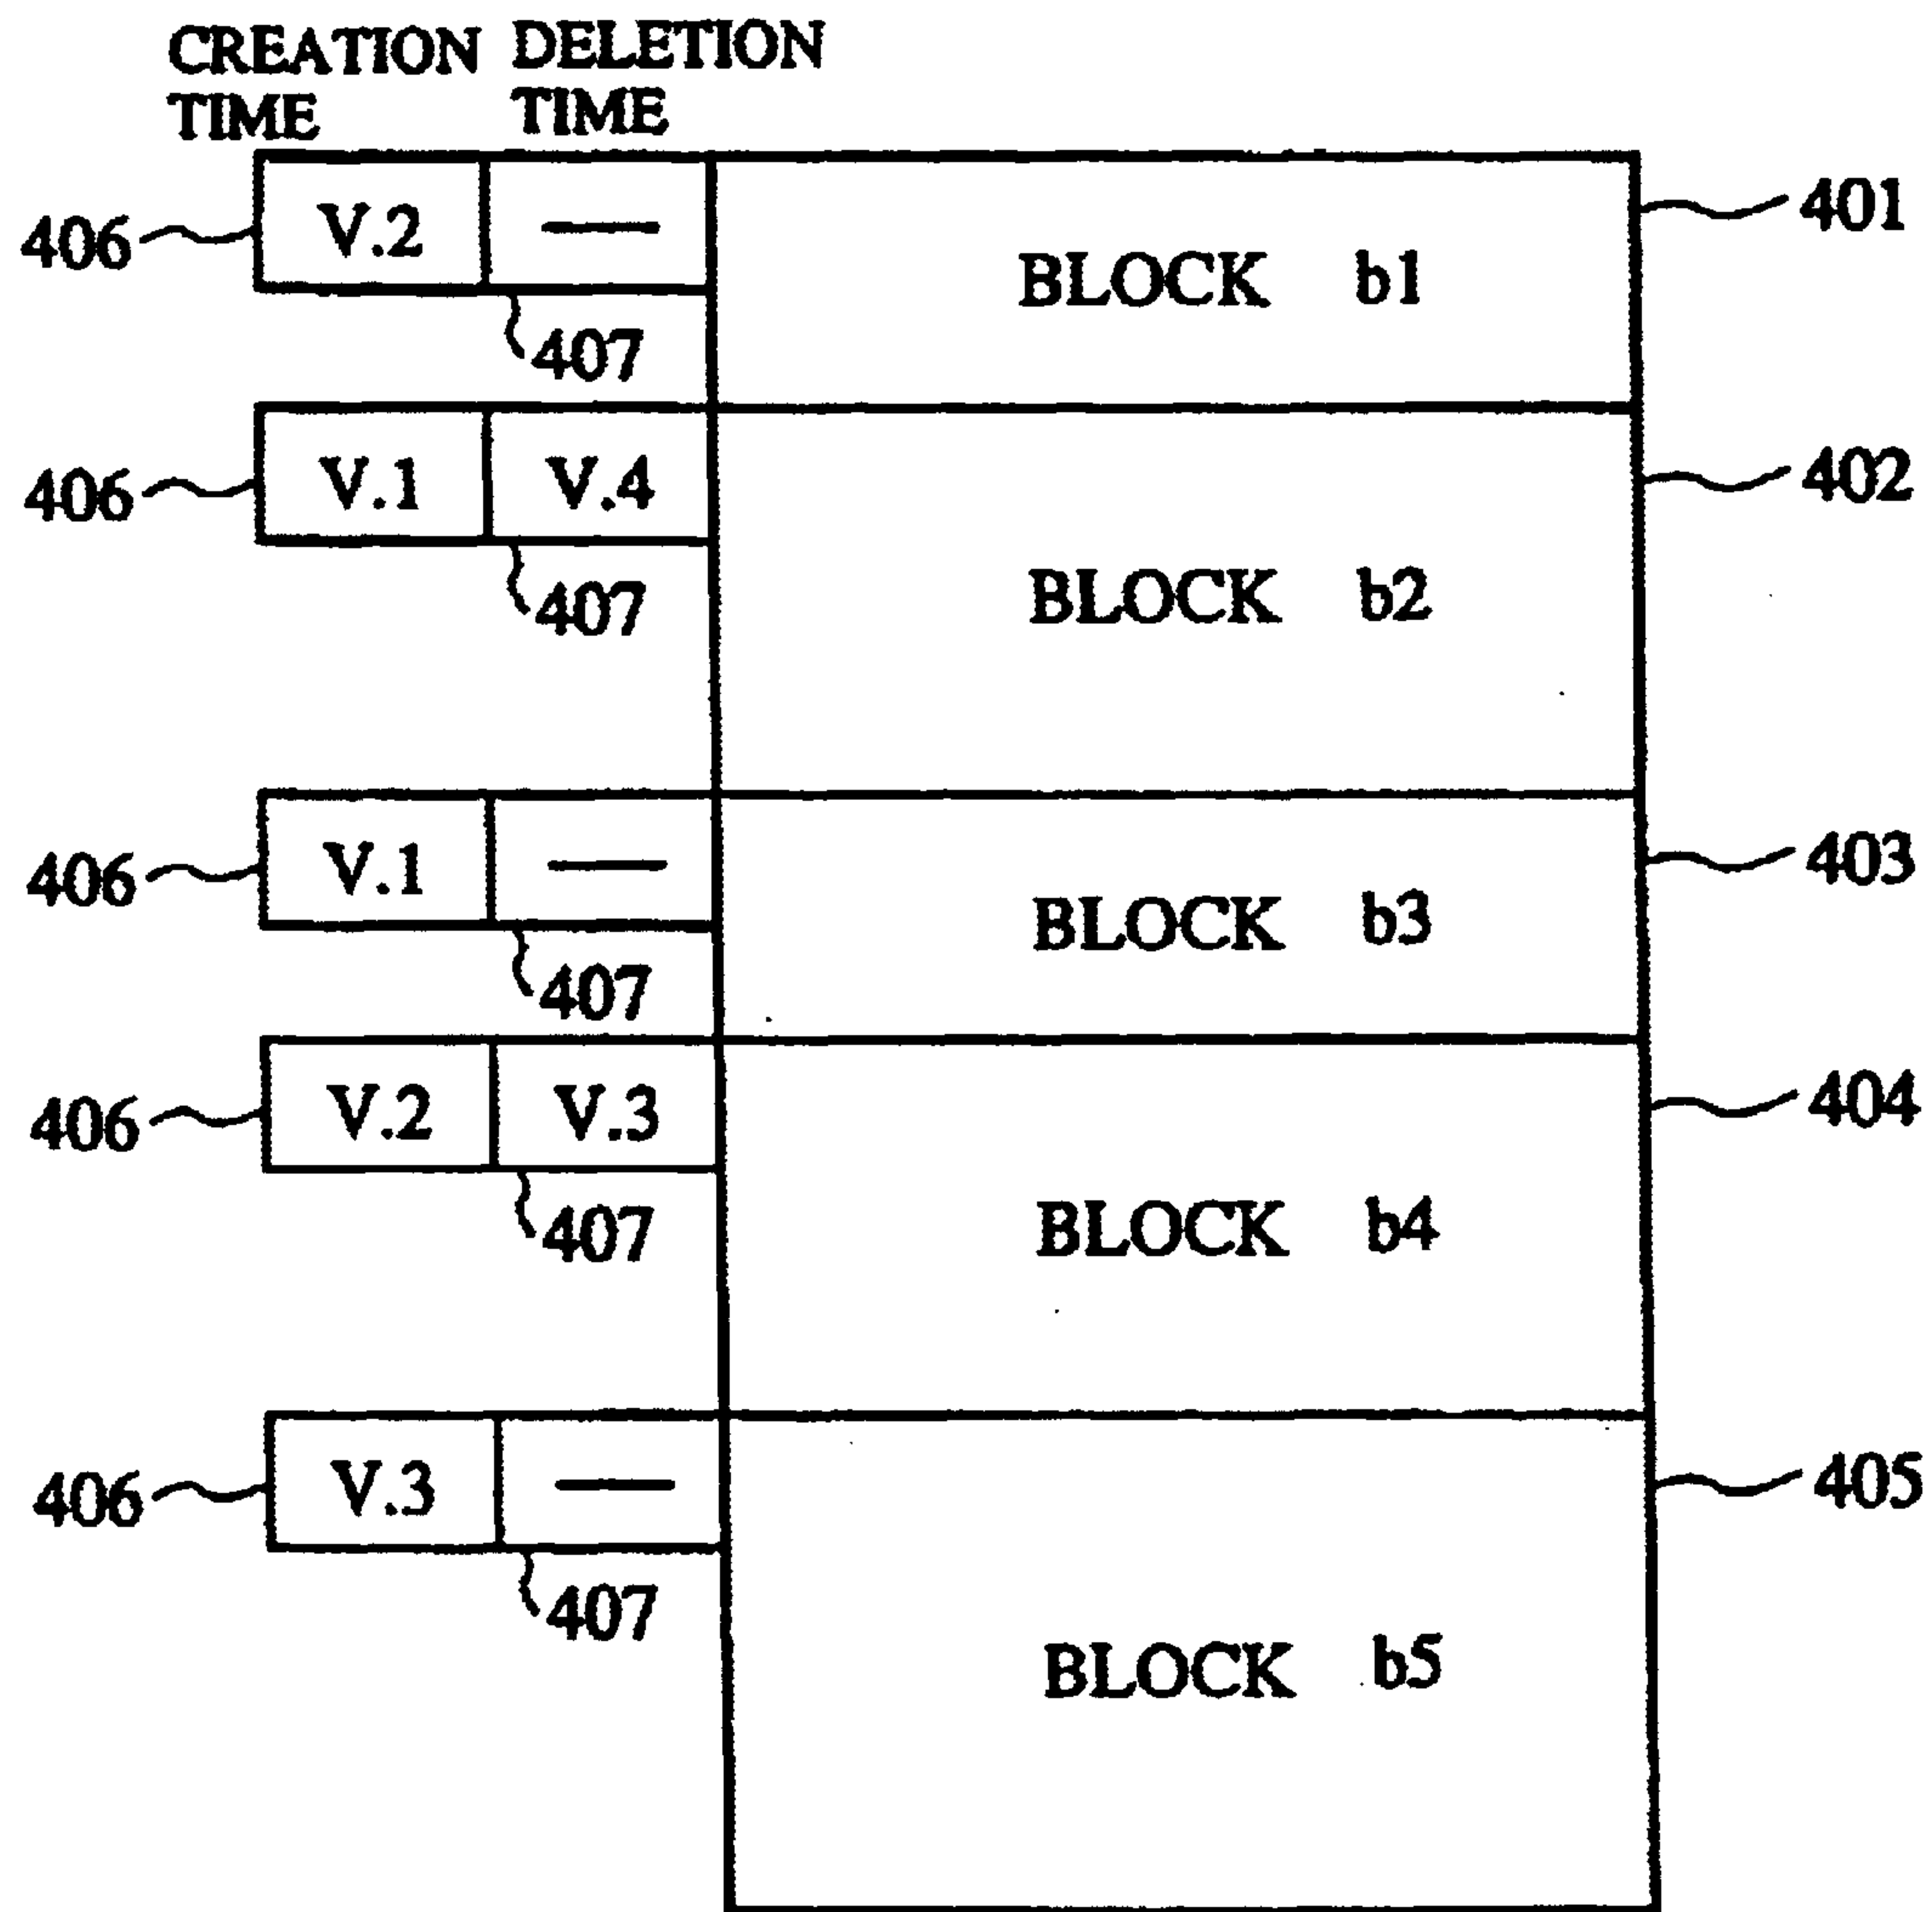 CREATION DELETION
TIME TIME
406 V.2 — BLOCK b1 401
407
406 V.1 V.4 402
407 BLOCK b2
406 V.1 — BLOCK b3 403
407
406 V.2 V.3 404
407 BLOCK b4
406 V.3 — 405
407
BLOCK b5